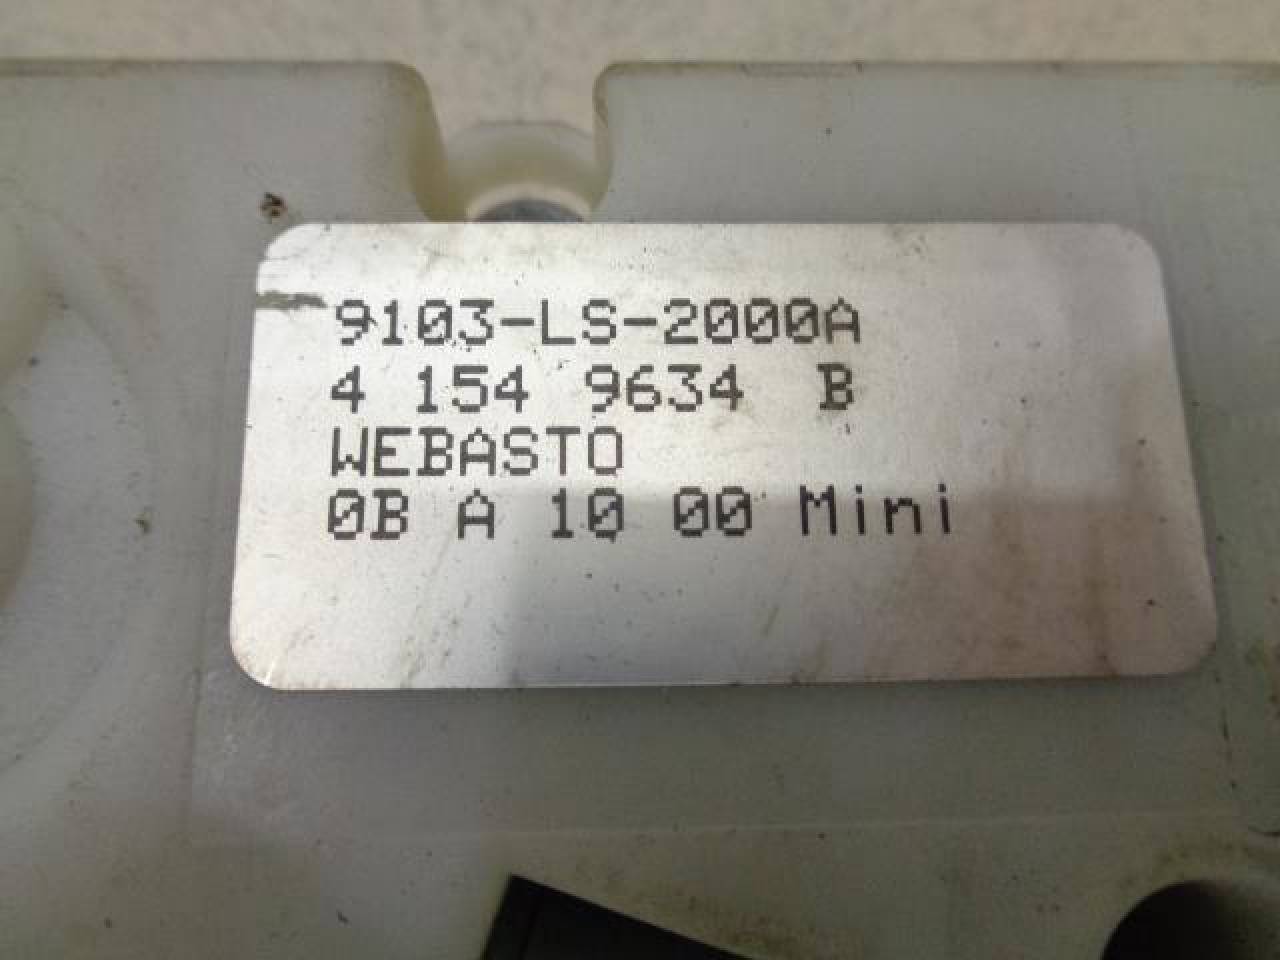 9103-LS-2000A
4 154 9634 B
WEBASTO
0B A 10 00 Mini